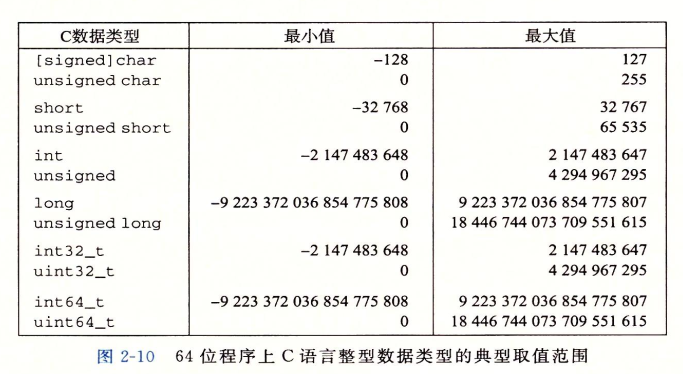 C数据类型 最小值 最大值
[signed]char −128 127
unsigned char 0 255
short −32 768 32 767
unsigned short 0 65 535
int −2 147 483 648 2 147 483 647
unsigned 0 4 294 967 295
long −9 223 372 036 854 775 808 9 223 372 036 854 775 807
unsigned long 0 18 446 744 073 709 551 615
int32_t −2 147 483 648 2 147 483 647
uint32_t 0 4 294 967 295
int64_t −9 223 372 036 854 775 808 9 223 372 036 854 775 807
uint64_t 0 18 446 744 073 709 551 615
图 2-10 64 位程序上 C 语言整型数据类型的典型取值范围